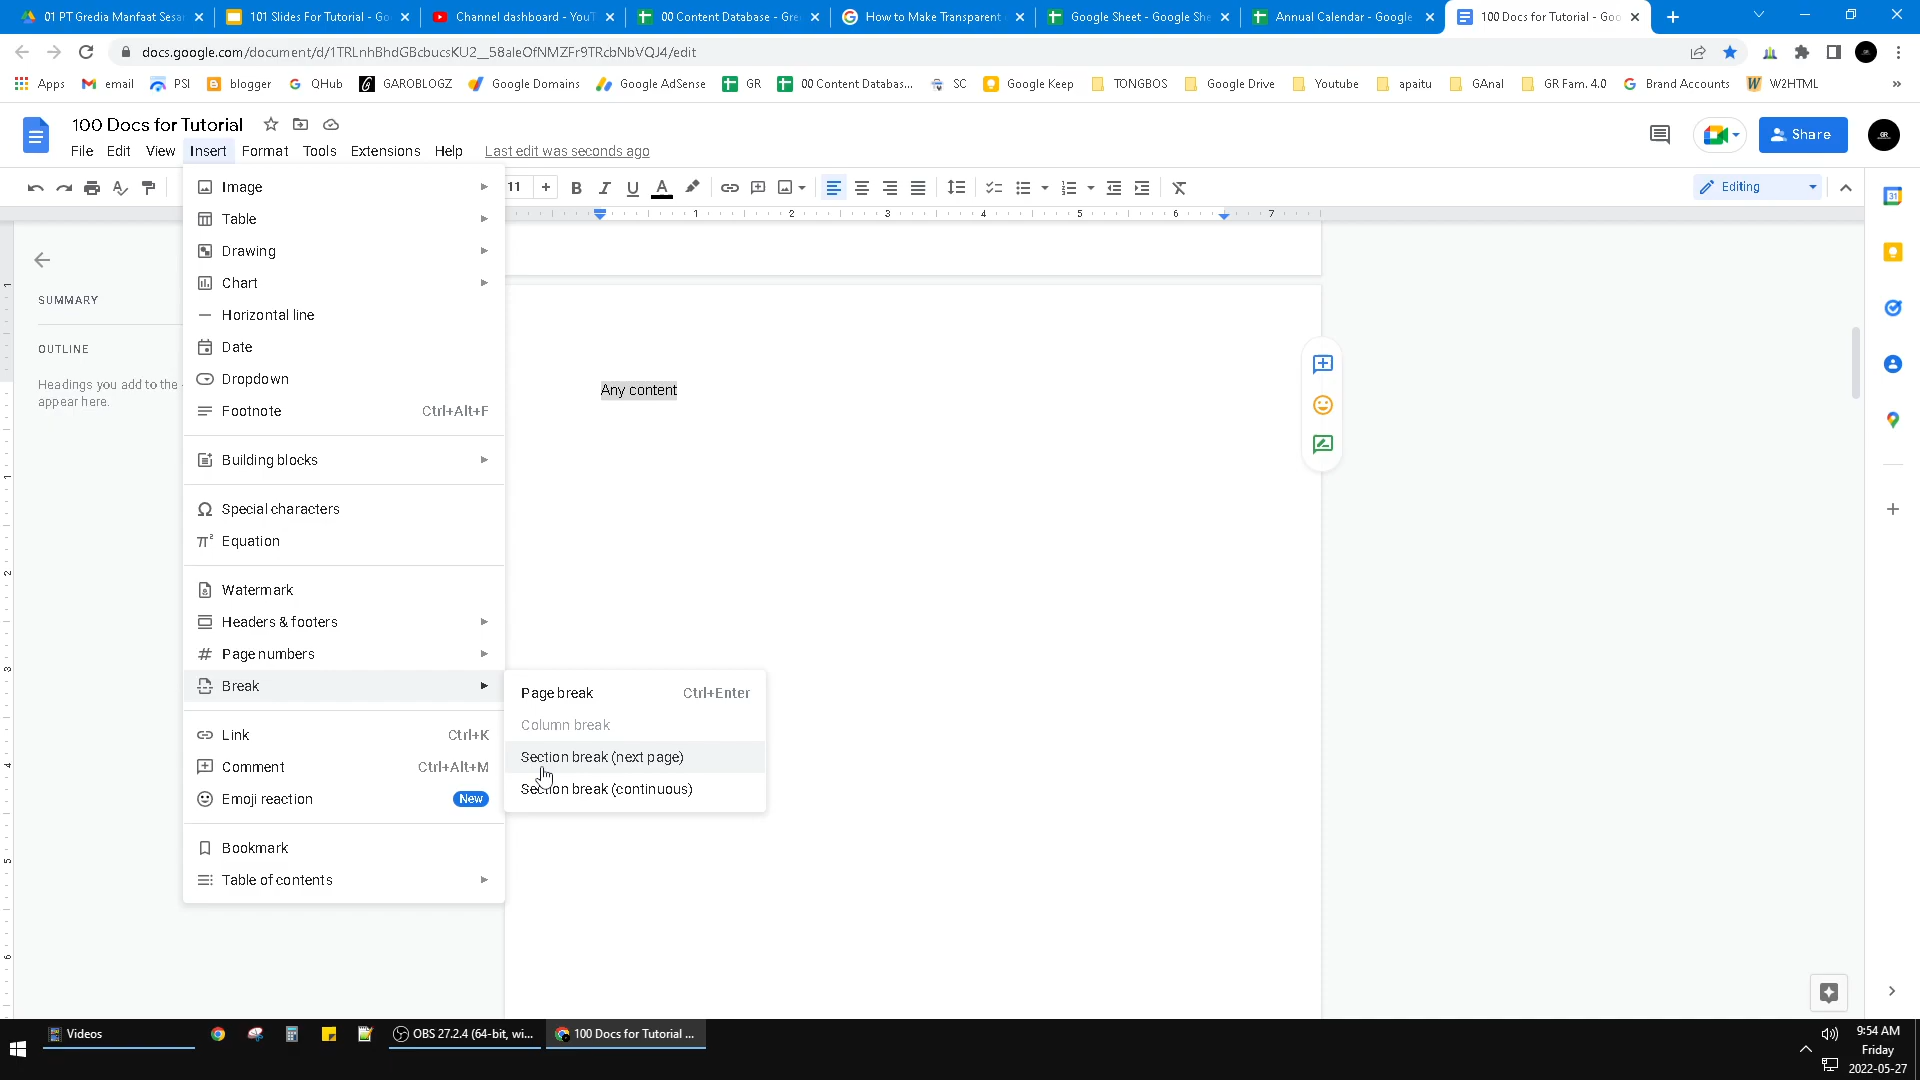 01 PT Gredia Manfaat Sesa
101 Slides For Tutorial - Go
Channel dashboard - YouT
00 Content Database - Gre
How to Make Transparent
Google Sheet - Google She
Annual Calendar - Google
100 Docs for Tutorial - Goo
docs.google.com/document/d/1TRLnhBhdGBcbucsKU2__58aleOfNMZFr9TRcbNbVQJ4/edit
Apps
email
PSI
blogger
QHub
GAROBLOGZ
Google Domains
Google AdSense
GR
00 Content Databas...
SC
Google Keep
TONGBOS
Google Drive
Youtube
apaitu
GAnal
GR Fam. 4.0
Brand Accounts
W2HTML
»
100 Docs for Tutorial
Share
File Edit View Insert Format Tools Extensions Help Last edit was seconds ago
11
Editing
1 2 3 4 5 6 7
SUMMARY
OUTLINE
Headings you add to the
appear here.
Image
Table
Drawing
Chart
Horizontal line
Date
Dropdown
Footnote Ctrl+Alt+F
Building blocks
Special characters
Equation
Watermark
Headers & footers
Page numbers
Break
Link Ctrl+K
Comment Ctrl+Alt+M
Emoji reaction New
Bookmark
Table of contents
Any content
Page break Ctrl+Enter
Column break
Section break (next page)
Section break (continuous)
Videos
OBS 27.2.4 (64-bit, wi...
100 Docs for Tutorial ...
9:54 AM
Friday
2022-05-27